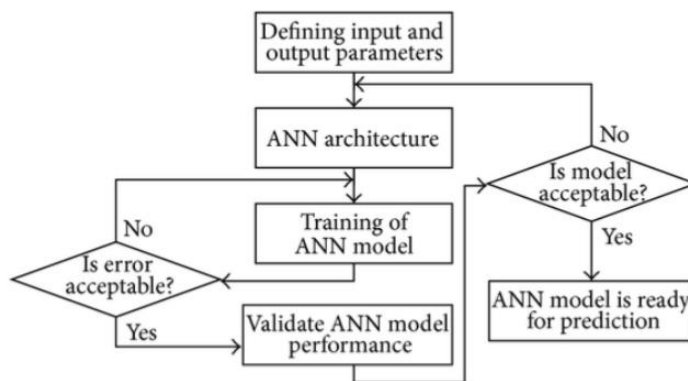 Defining input and
output parameters
ANN architecture
Training of
ANN model
No
Is error
acceptable?
Yes
Validate ANN model
performance
No
Is model
acceptable?
Yes
ANN model is ready
for prediction